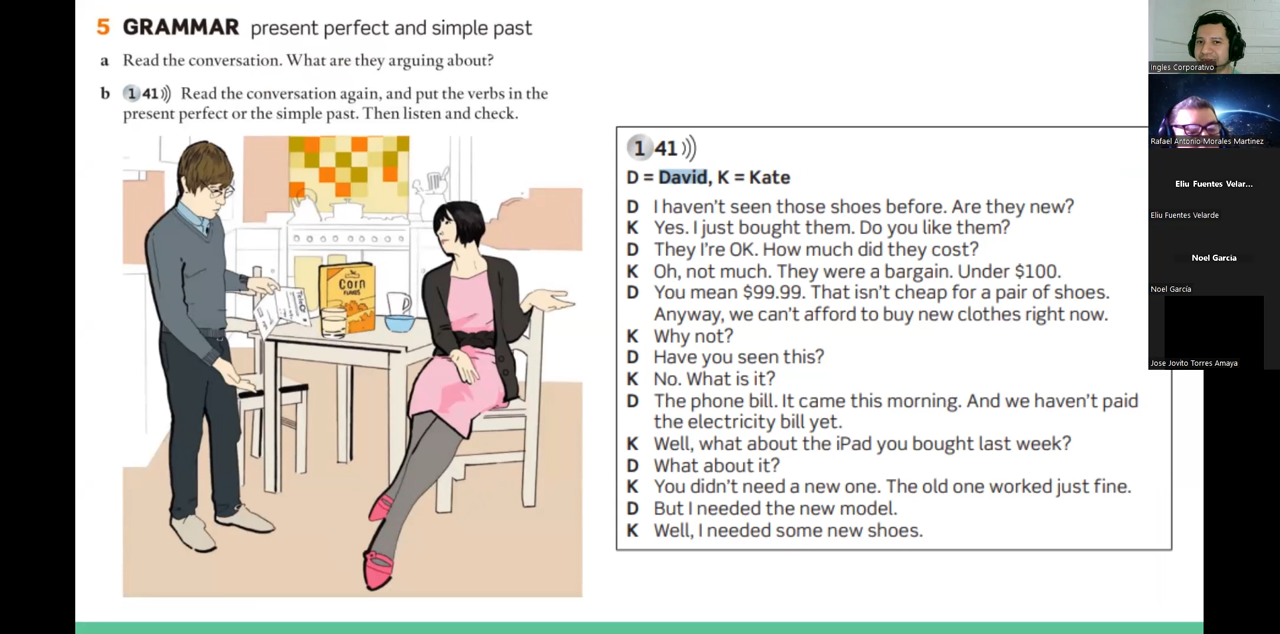 5 GRAMMAR present perfect and simple past
a Read the conversation. What are they arguing about?
b 1 41))) Read the conversation again, and put the verbs in the
present perfect or the simple past. Then listen and check.
Corn
1 41)))
D = David, K = Kate
D I haven't seen those shoes before. Are they new?
K Yes. I just bought them. Do you like them?
D They I're OK. How much did they cost?
K Oh, not much. They were a bargain. Under $100.
D You mean $99.99. That isn't cheap for a pair of shoes.
Anyway, we can't afford to buy new clothes right now.
K Why not?
D Have you seen this?
K No. What is it?
D The phone bill. It came this morning. And we haven't paid
the electricity bill yet.
K Well, what about the iPad you bought last week?
D What about it?
K You didn't need a new one. The old one worked just fine.
D But I needed the new model.
K Well, I needed some new shoes.
Ingles Corporativo
Rafael Antonio Morales Martinez
Eliu Fuentes Velar...
Eliu Fuentes Velarde
Noel Garcia
Noel García
Jose Jovito Torres Amaya